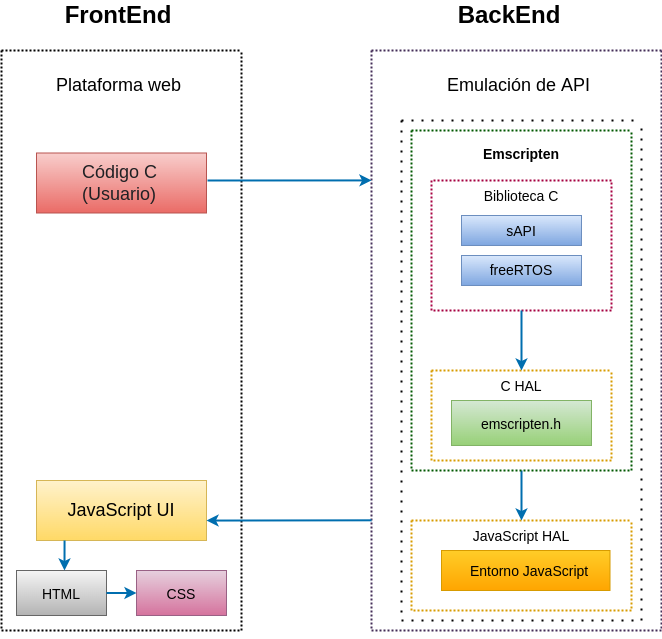 FrontEnd
BackEnd
Plataforma web
Emulación de API
Código C
(Usuario)
Emscripten
Biblioteca C
sAPI
freeRTOS
C HAL
emscripten.h
JavaScript UI
JavaScript HAL
Entorno JavaScript
HTML
CSS